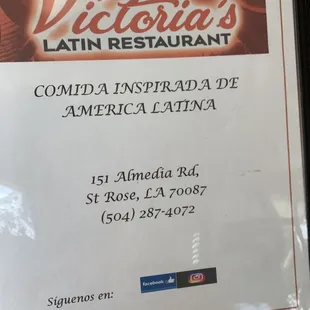 Victoria's
LATIN RESTAURANT
COMIDA INSPIRADA DE
AMERICA LATINA
151 Almedia Rd,
St Rose, LA 70087
(504) 287-4072
Síguenos en:
facebook